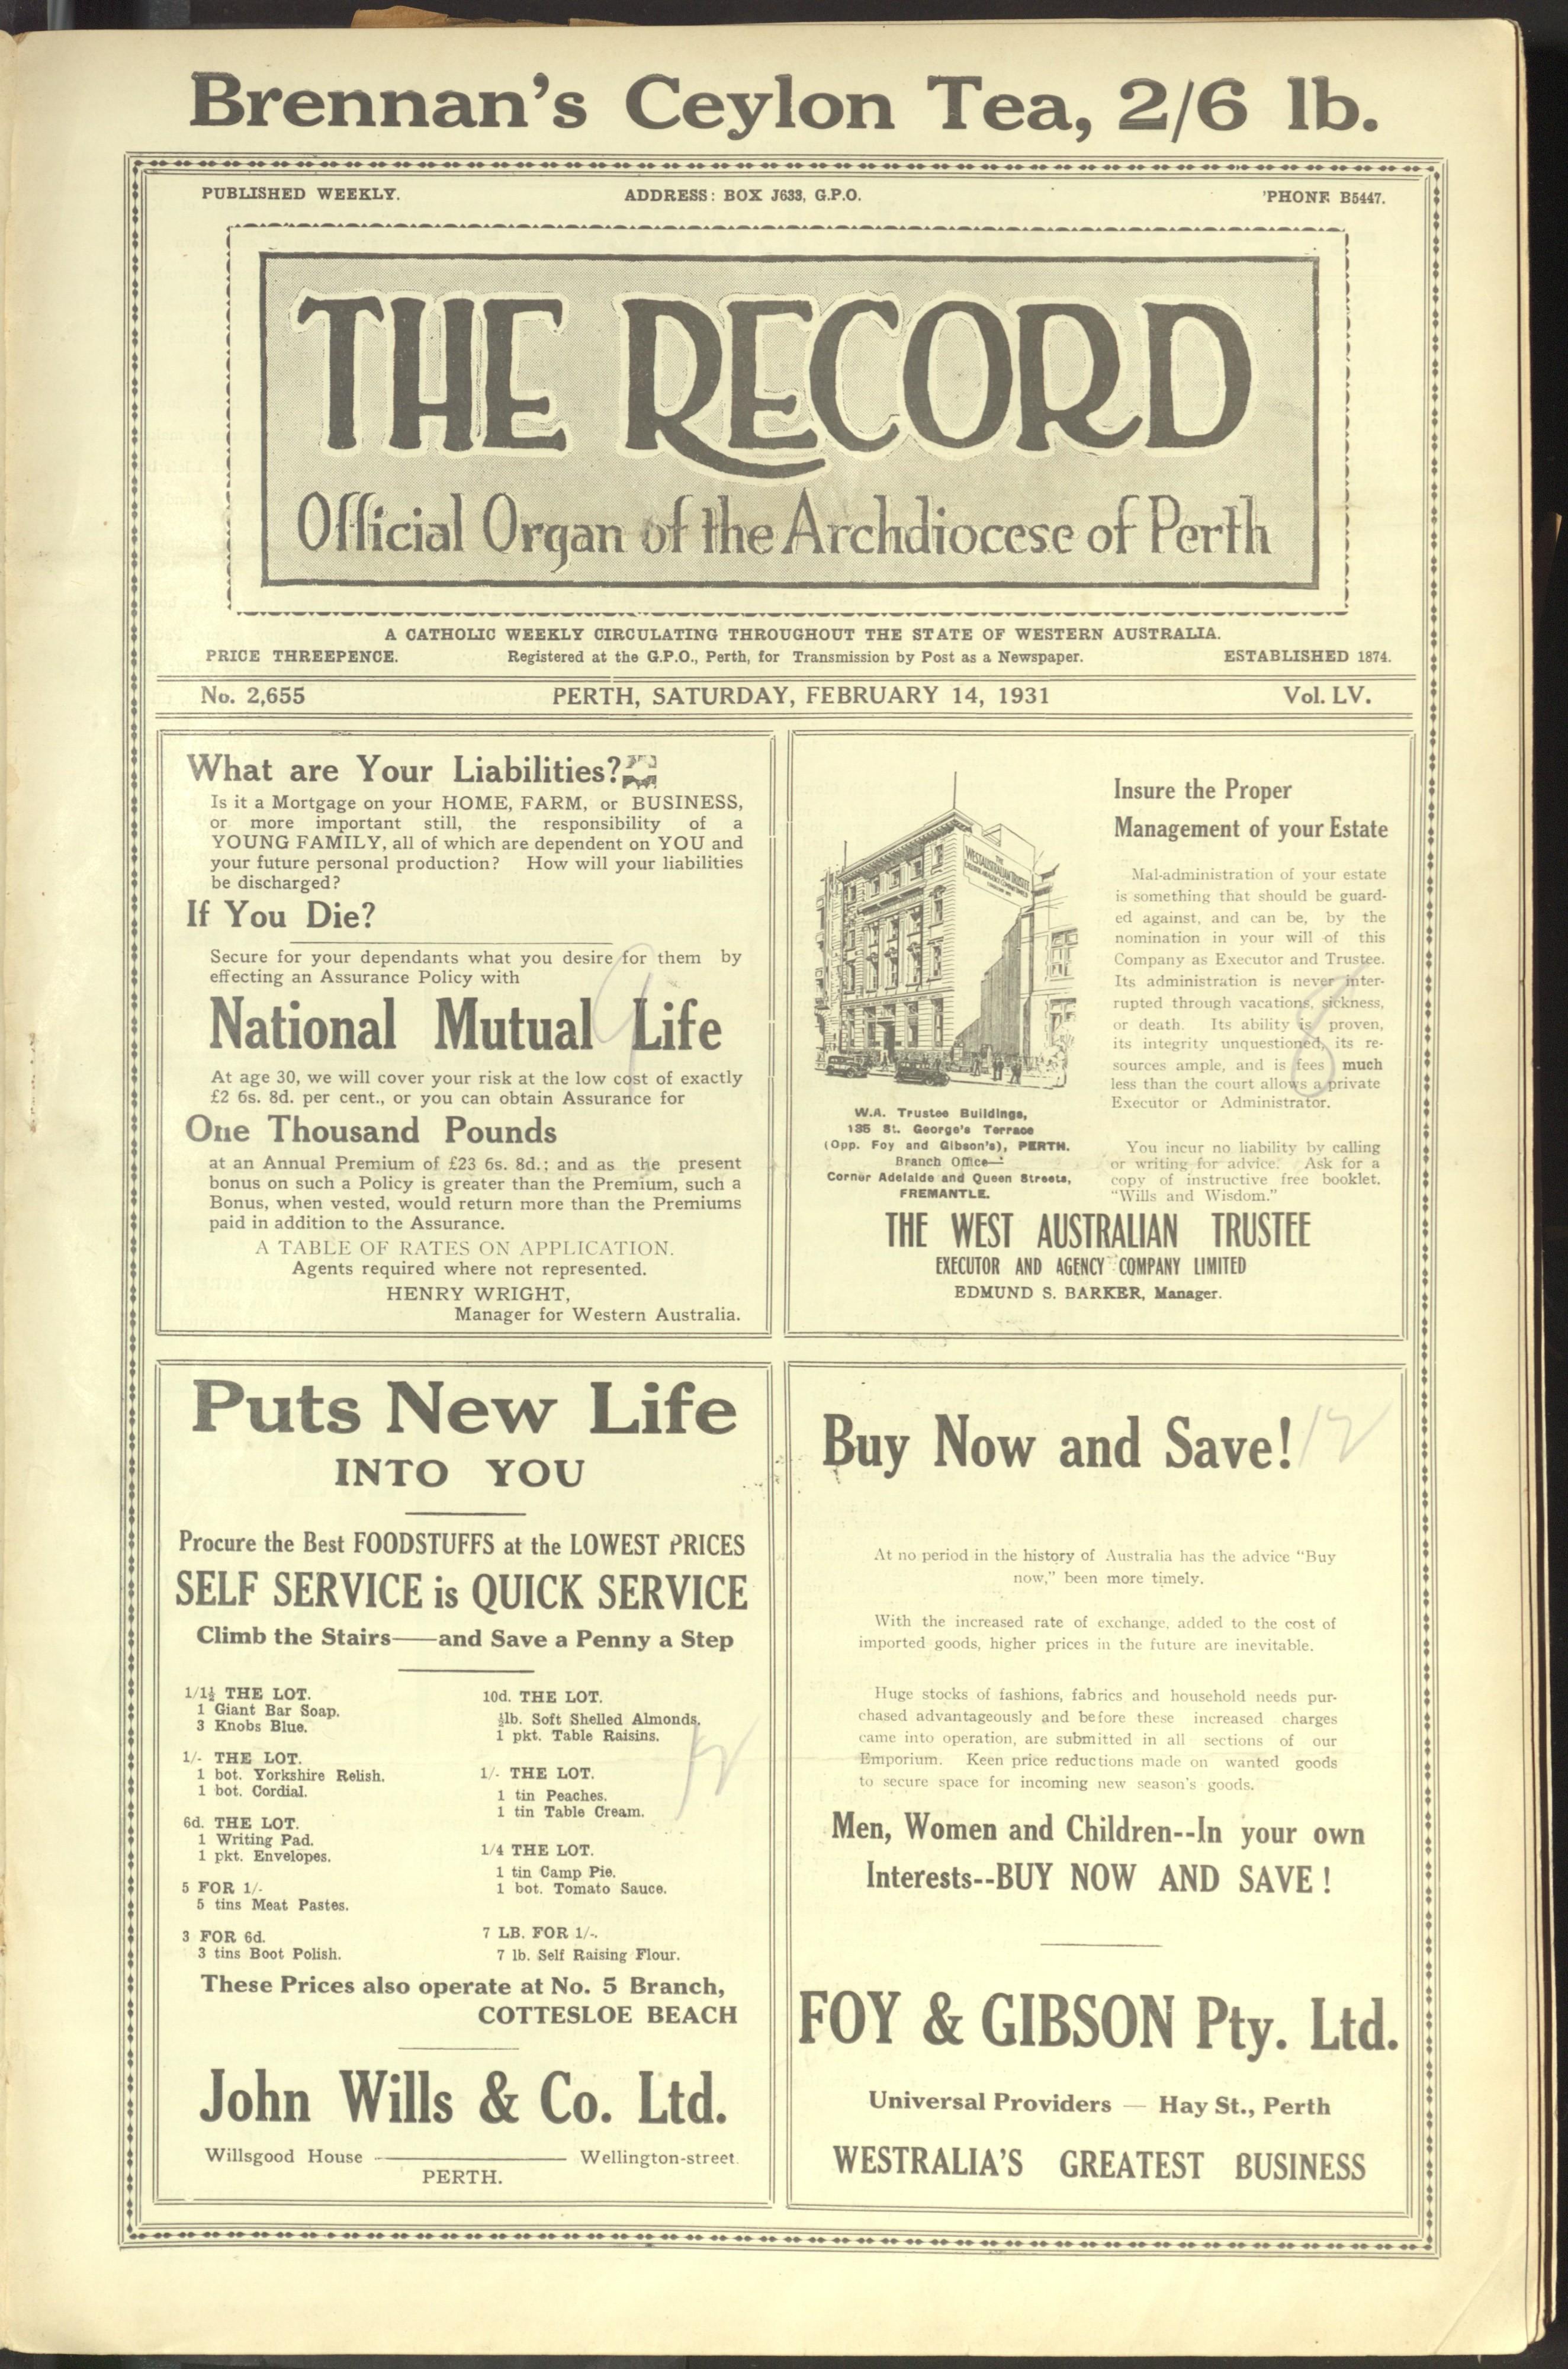 Brennan's Ceylon Tea, 2/6 lb.
PUBLISHED WEEKLY. ADDRESS: BOX J633, G.P.O. 'PHONE B5447.
THE RECORD
Official Organ of the Archdiocese of Perth
A CATHOLIC WEEKLY CIRCULATING THROUGHOUT THE STATE OF WESTERN AUSTRALIA.
PRICE THREEPENCE. Registered at the G.P.O., Perth, for Transmission by Post as a Newspaper. ESTABLISHED 1874.
No. 2,655 PERTH, SATURDAY, FEBRUARY 14, 1931 Vol. LV.
What are Your Liabilities?
Is it a Mortgage on your HOME, FARM, or BUSINESS,
or more important still, the responsibility of a
YOUNG FAMILY, all of which are dependent on YOU and
your future personal production? How will your liabilities
be discharged?
If You Die?
Secure for your dependants what you desire for them by
effecting an Assurance Policy with
National Mutual Life
At age 30, we will cover your risk at the low cost of exactly
£2 6s. 8d. per cent., or you can obtain Assurance for
One Thousand Pounds
at an Annual Premium of £23 6s. 8d.; and as the present
bonus on such a Policy is greater than the Premium, such a
Bonus, when vested, would return more than the Premiums
paid in addition to the Assurance.
A TABLE OF RATES ON APPLICATION.
Agents required where not represented.
HENRY WRIGHT,
Manager for Western Australia.
9
THE
WEST AUSTRALIAN TRUSTEE
W.A. Trustee Buildings,
135 St. George's Terrace
(Opp. Foy and Gibson's), PERTH.
Branch Office—
Corner Adelaide and Queen Streets,
FREMANTLE.
Insure the Proper
Management of your Estate
Mal-administration of your estate
is something that should be guard-
ed against, and can be, by the
nomination in your will of this
Company as Executor and Trustee.
Its administration is never inter-
rupted through vacations, sickness,
or death. Its ability is proven,
its integrity unquestioned, its re-
sources ample, and is fees much
less than the court allows a private
Executor or Administrator.
You incur no liability by calling
or writing for advice. Ask for a
copy of instructive free booklet.
"Wills and Wisdom."
THE WEST AUSTRALIAN TRUSTEE
EXECUTOR AND AGENCY COMPANY LIMITED
EDMUND S. BARKER, Manager.
Puts New Life
INTO YOU
Procure the Best FOODSTUFFS at the LOWEST PRICES
SELF SERVICE is QUICK SERVICE
Climb the Stairs——and Save a Penny a Step
1/1½ THE LOT.
1 Giant Bar Soap.
3 Knobs Blue.
1/- THE LOT.
1 bot. Yorkshire Relish.
1 bot. Cordial.
6d. THE LOT.
1 Writing Pad.
1 pkt. Envelopes.
5 FOR 1/-
5 tins Meat Pastes.
3 FOR 6d.
3 tins Boot Polish.
10d. THE LOT.
½lb. Soft Shelled Almonds.
1 pkt. Table Raisins.
1/- THE LOT.
1 tin Peaches.
1 tin Table Cream.
1/4 THE LOT.
1 tin Camp Pie.
1 bot. Tomato Sauce.
7 LB. FOR 1/-.
7 lb. Self Raising Flour.
These Prices also operate at No. 5 Branch,
COTTESLOE BEACH
John Wills & Co. Ltd.
Willsgood House Wellington-street.
PERTH.
Buy Now and Save! 12
At no period in the history of Australia has the advice "Buy
now," been more timely.
With the increased rate of exchange, added to the cost of
imported goods, higher prices in the future are inevitable.
Huge stocks of fashions, fabrics and household needs pur-
chased advantageously and before these increased charges
came into operation, are submitted in all sections of our
Emporium. Keen price reductions made on wanted goods
to secure space for incoming new season's goods.
Men, Women and Children--In your own
Interests--BUY NOW AND SAVE !
FOY & GIBSON Pty. Ltd.
Universal Providers — Hay St., Perth
WESTRALIA'S GREATEST BUSINESS